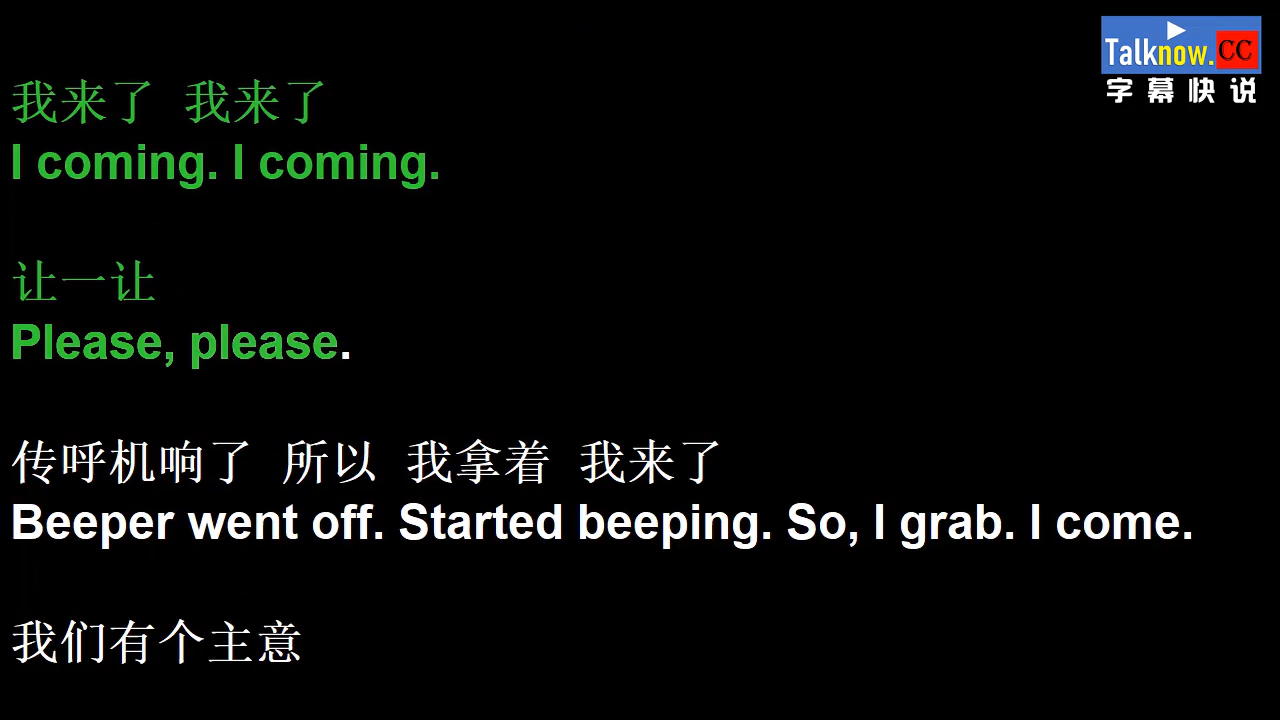 Talknow.CC
字幕快说
我来了 我来了
I coming. I coming.
让一让
Please, please.
传呼机响了 所以 我拿着 我来了
Beeper went off. Started beeping. So, I grab. I come.
我们有个主意